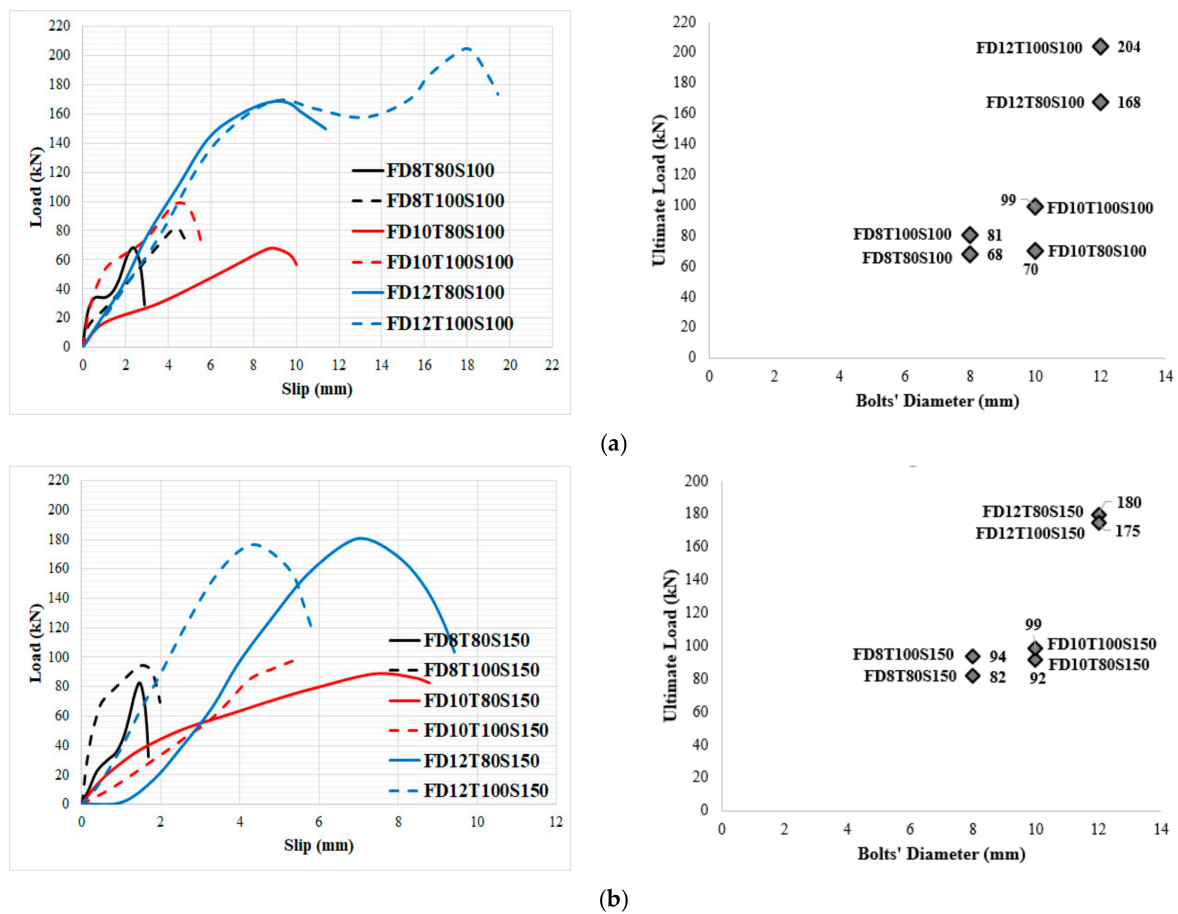 220
200
180
160
140
120
100
80
60
40
20
0
Load (kN)
FD8T80S100
FD8T100S100
FD10T80S100
FD10T100S100
FD12T80S100
FD12T100S100
0 2 4 6 8 10 12 14 16 18 20 22
Slip (mm)
220
200
180
160
140
120
100
80
60
40
20
0
Ultimate Load (kN)
FD12T100S100 204
FD12T80S100 168
99 FD10T100S100
FD8T100S100 81
FD8T80S100 68
FD10T80S100
70
0 2 4 6 8 10 12 14
Bolts' Diameter (mm)
(a)
220
200
180
160
140
120
100
80
60
40
20
0
Load (kN)
FD8T80S150
FD8T100S150
FD10T80S150
FD10T100S150
FD12T80S150
FD12T100S150
0 2 4 6 8 10 12
Slip (mm)
200
180
160
140
120
100
80
60
40
20
0
Ultimate Load (kN)
FD12T80S150 180
FD12T100S150 175
99
FD10T100S150
FD8T100S150 94
FD10T80S150
FD8T80S150 82
92
0 2 4 6 8 10 12 14
Bolts' Diameter (mm)
(b)